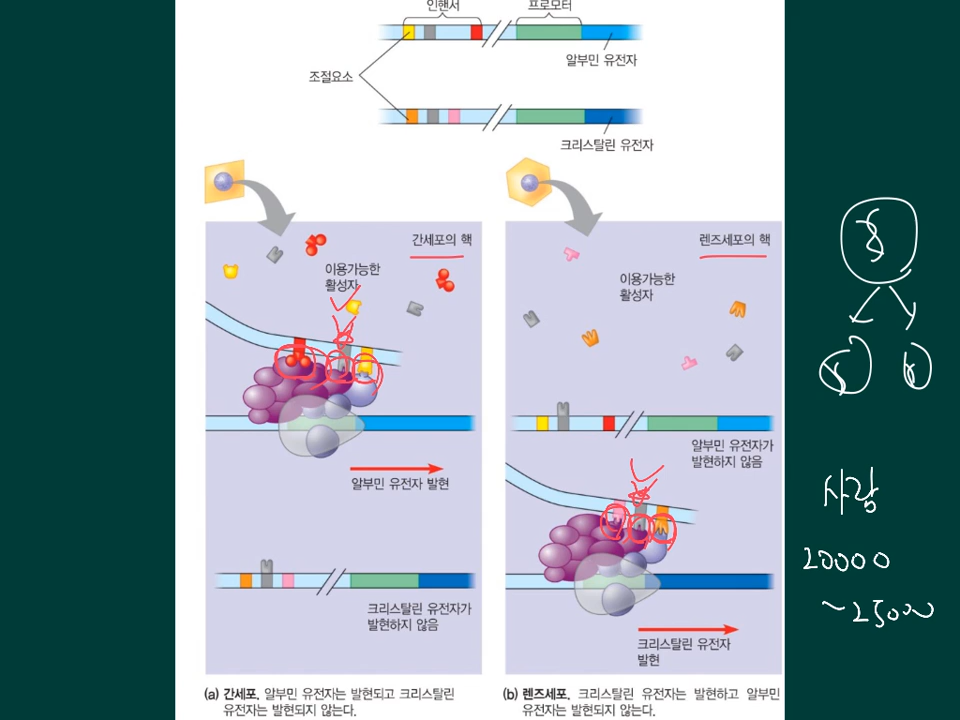 인핸서
프로모터
알부민 유전자
조절요소
크리스탈린 유전자
간세포의 핵
이용가능한
활성자
알부민 유전자 발현
크리스탈린 유전자가
발현하지 않음
(a) 간세포. 알부민 유전자는 발현되고 크리스탈린
유전자는 발현되지 않는다.
렌즈세포의 핵
이용가능한
활성자
알부민 유전자가
발현하지 않음
크리스탈린 유전자
발현
(b) 렌즈세포. 크리스탈린 유전자는 발현하고 알부민
유전자는 발현되지 않는다.
사람
20000
~25000